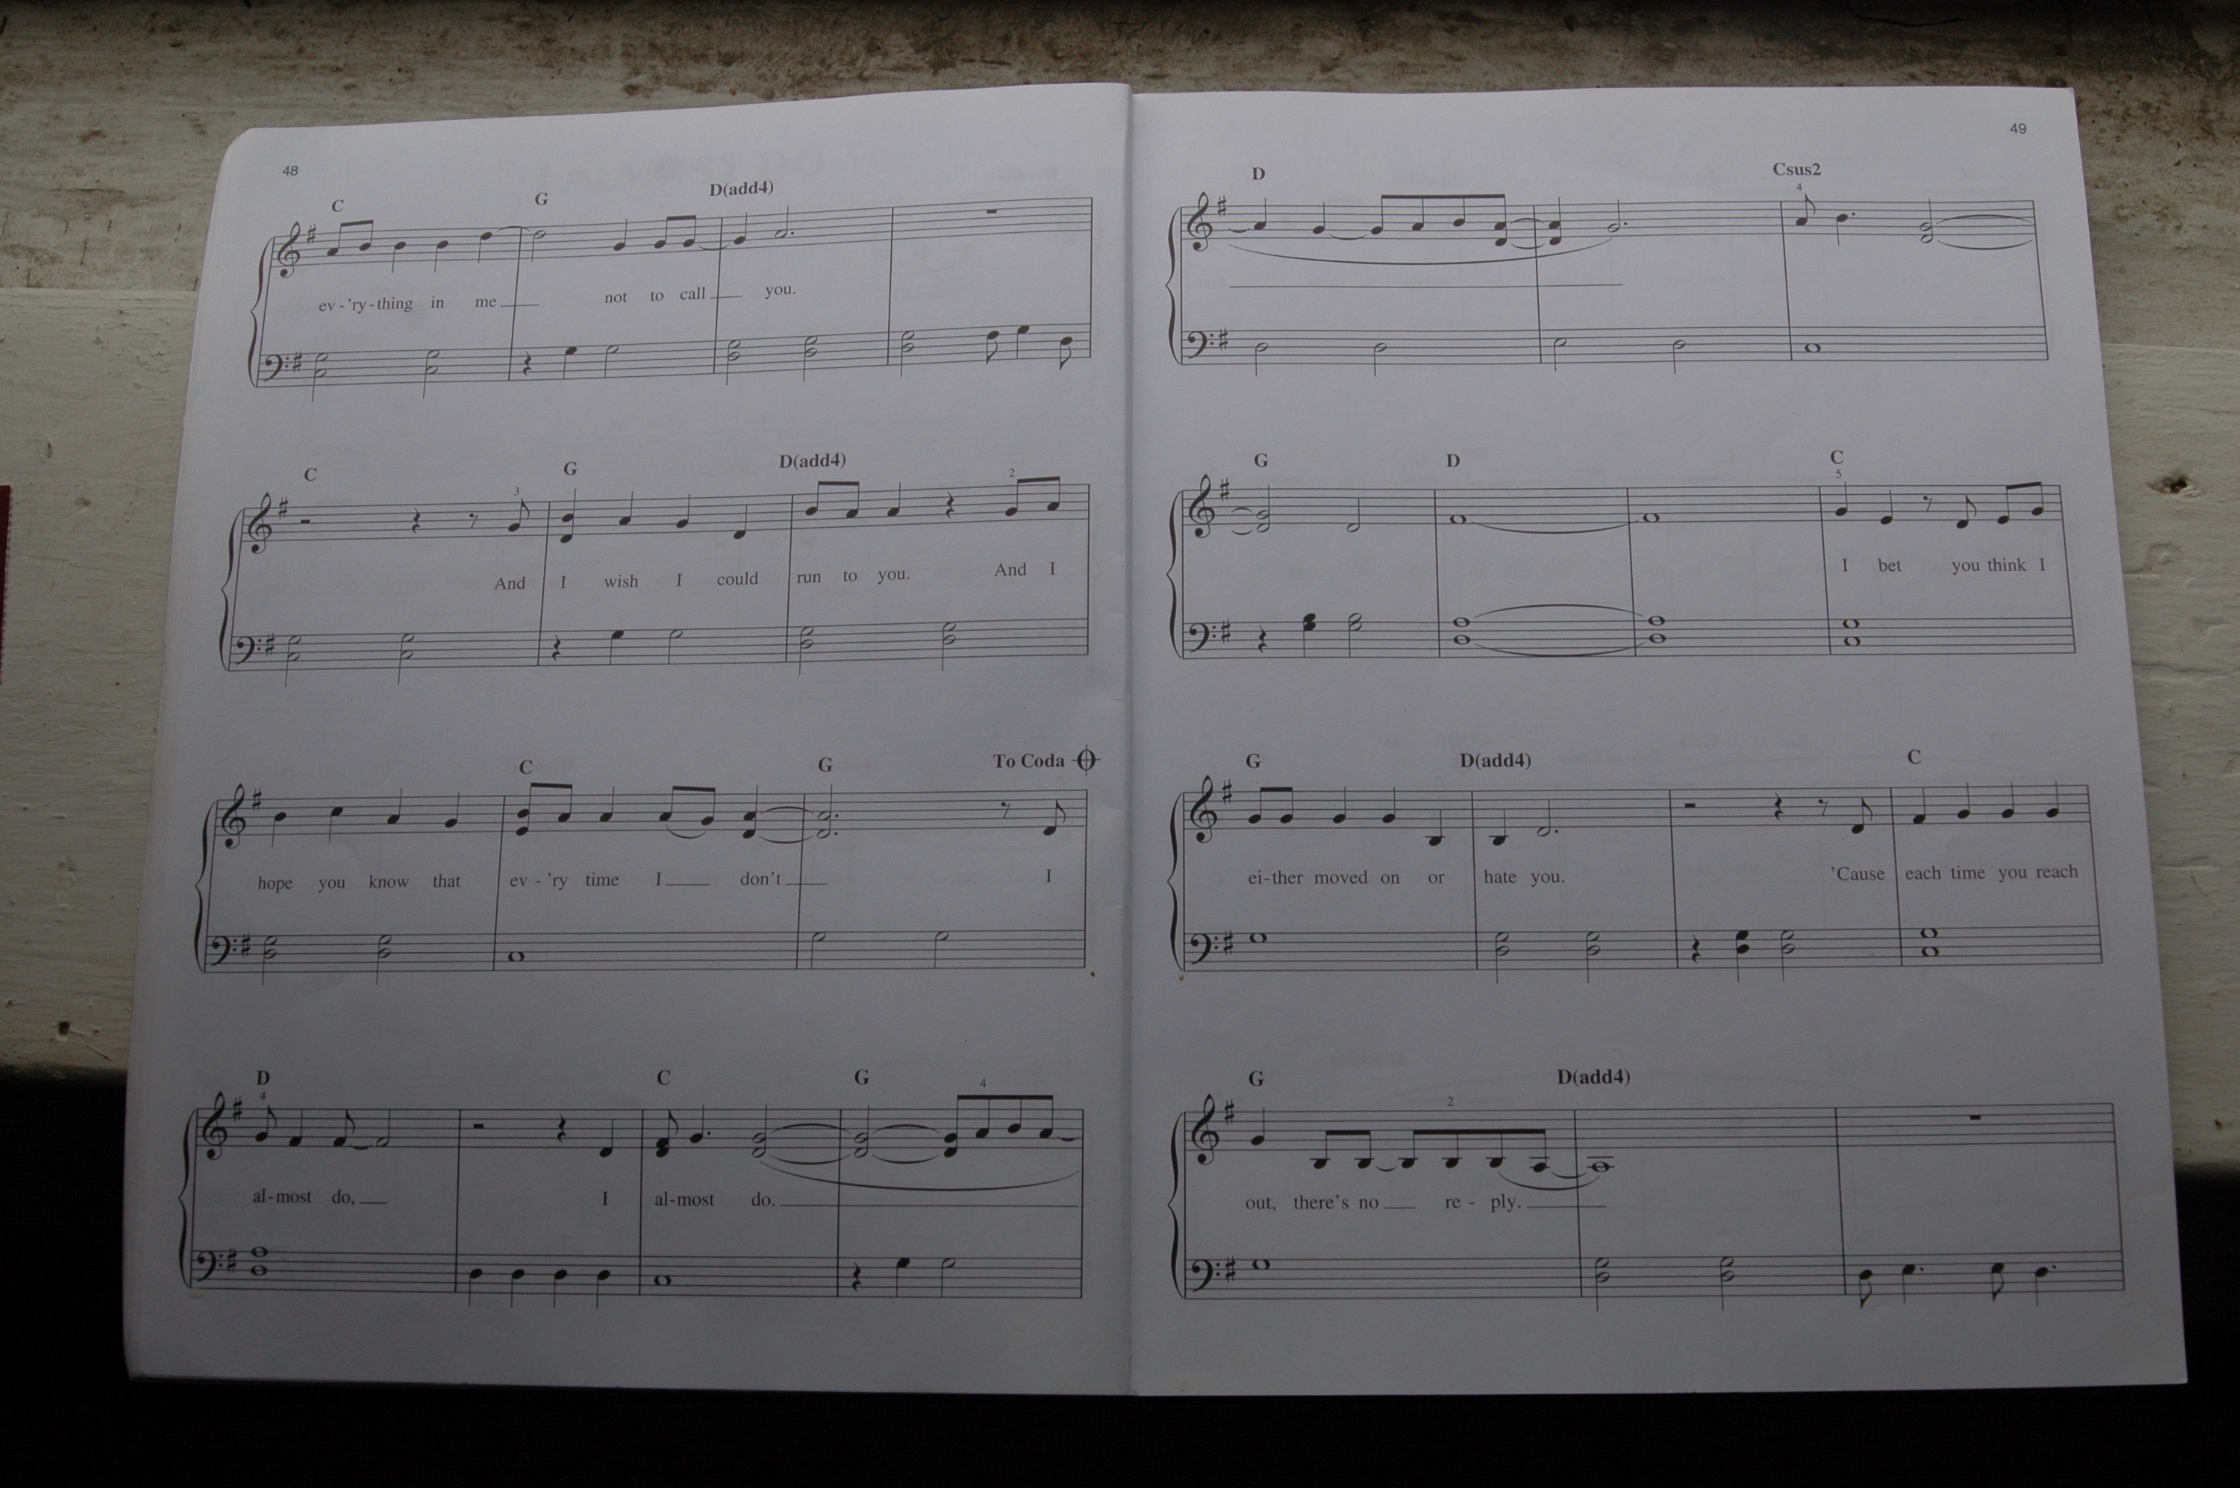 48
C G D(add4)
ev-'ry-thing in me not to call you.
C G D(add4)
3 2
And I wish I could run to you. And I
C G To Coda
hope you know that ev-'ry time I don't I
D C G
4 4
al-most do, I al-most do.
49
D Csus2
4
G D C
5
I bet you think I
G D(add4) C
ei-ther moved on or hate you. 'Cause each time you reach
G D(add4)
2
out, there's no re-ply.